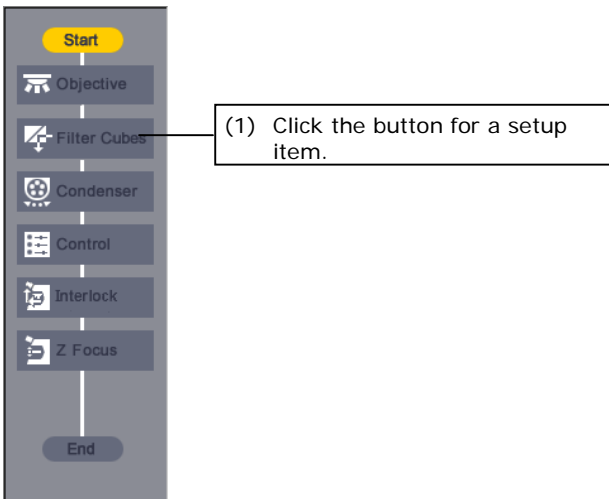 Start
Objective
Filter Cubes
(1) Click the button for a setup
item.
Condenser
Control
Interlock
Z Focus
End